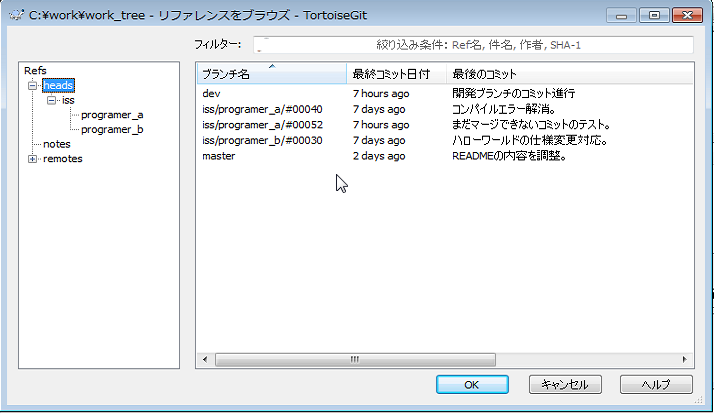 C:¥work¥work_tree - リファレンスをブラウズ - TortoiseGit
フィルター: 絞り込み条件: Ref名, 件名, 作者, SHA-1
Refs
heads
iss
programer_a
programer_b
notes
remotes
ブランチ名 最終コミット日付 最後のコミット
dev 7 hours ago 開発ブランチのコミット進行
iss/programer_a/#00040 7 days ago コンパイルエラー解消。
iss/programer_a/#00052 7 hours ago まだマージできないコミットのテスト。
iss/programer_b/#00030 7 days ago ハローワールドの仕様変更対応。
master 2 days ago READMEの内容を調整。
OK キャンセル ヘルプ